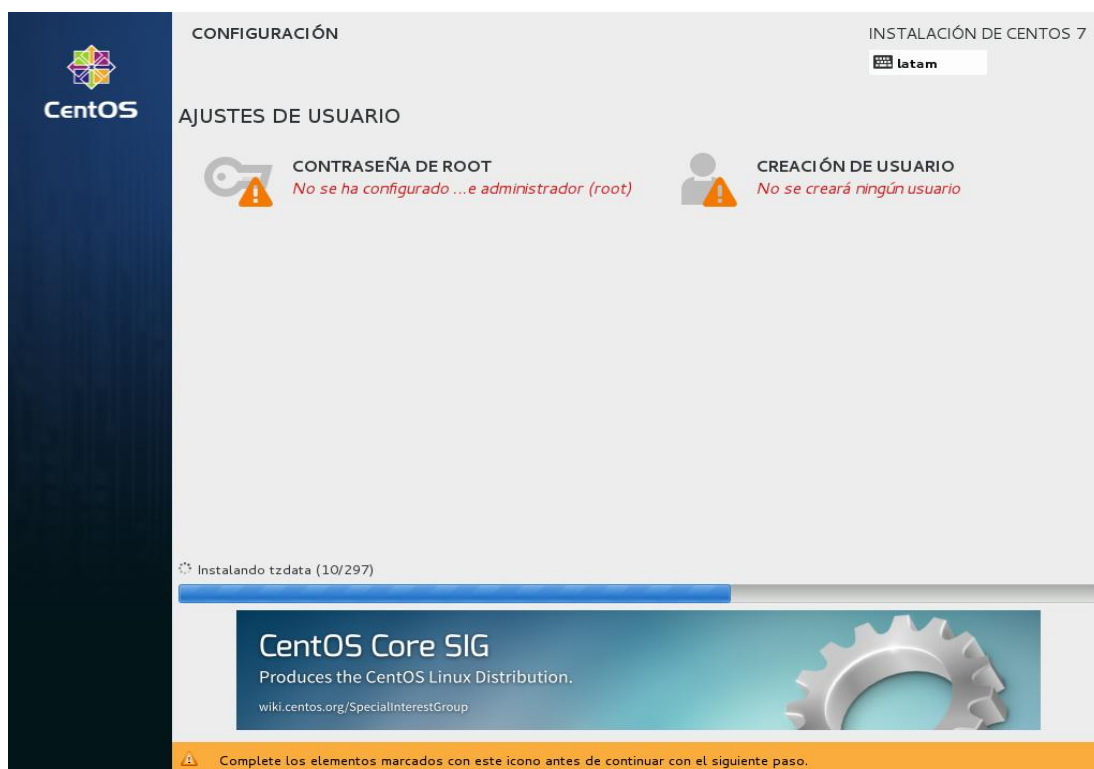 CONFIGURACIÓN
INSTALACIÓN DE CENTOS 7
latam
CentOS
AJUSTES DE USUARIO
CONTRASEÑA DE ROOT
No se ha configurado ...e administrador (root)
CREACIÓN DE USUARIO
No se creará ningún usuario
Instalando tzdata (10/297)
CentOS Core SIG
Produces the CentOS Linux Distribution.
wiki.centos.org/SpecialInterestGroup
Complete los elementos marcados con este icono antes de continuar con el siguiente paso.